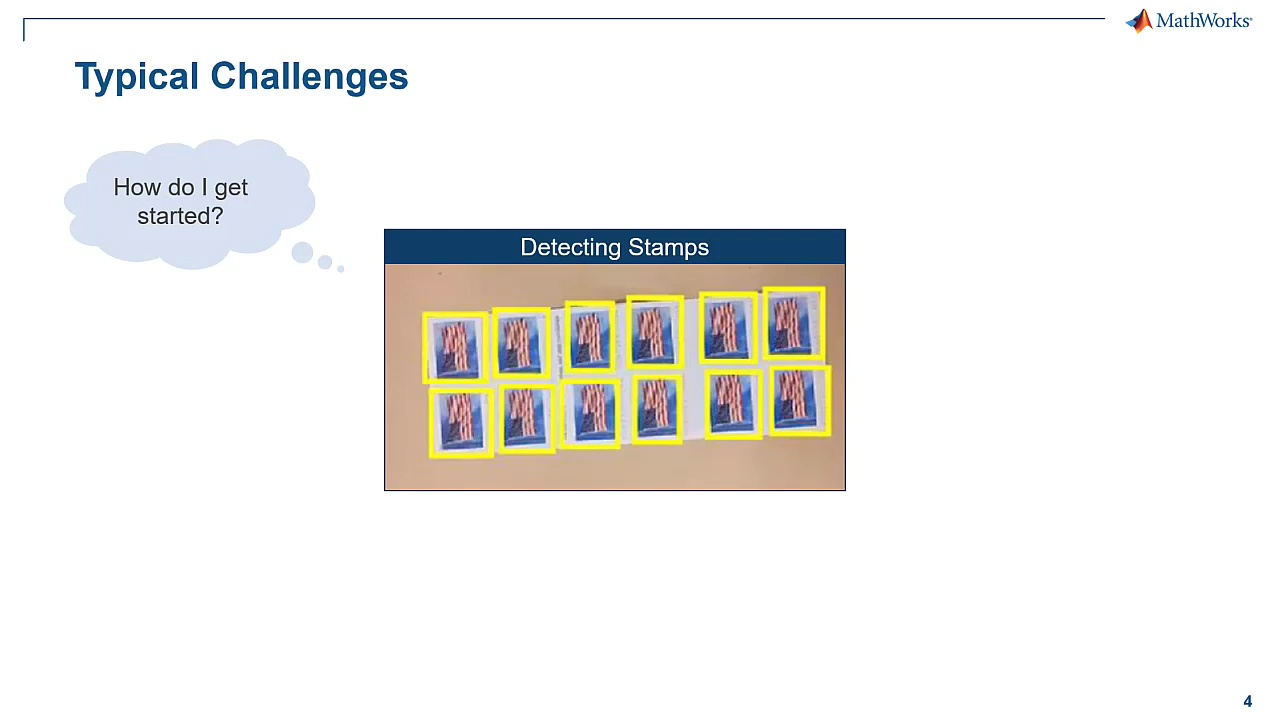 MathWorks®
Typical Challenges
How do I get
started?
Detecting Stamps
4